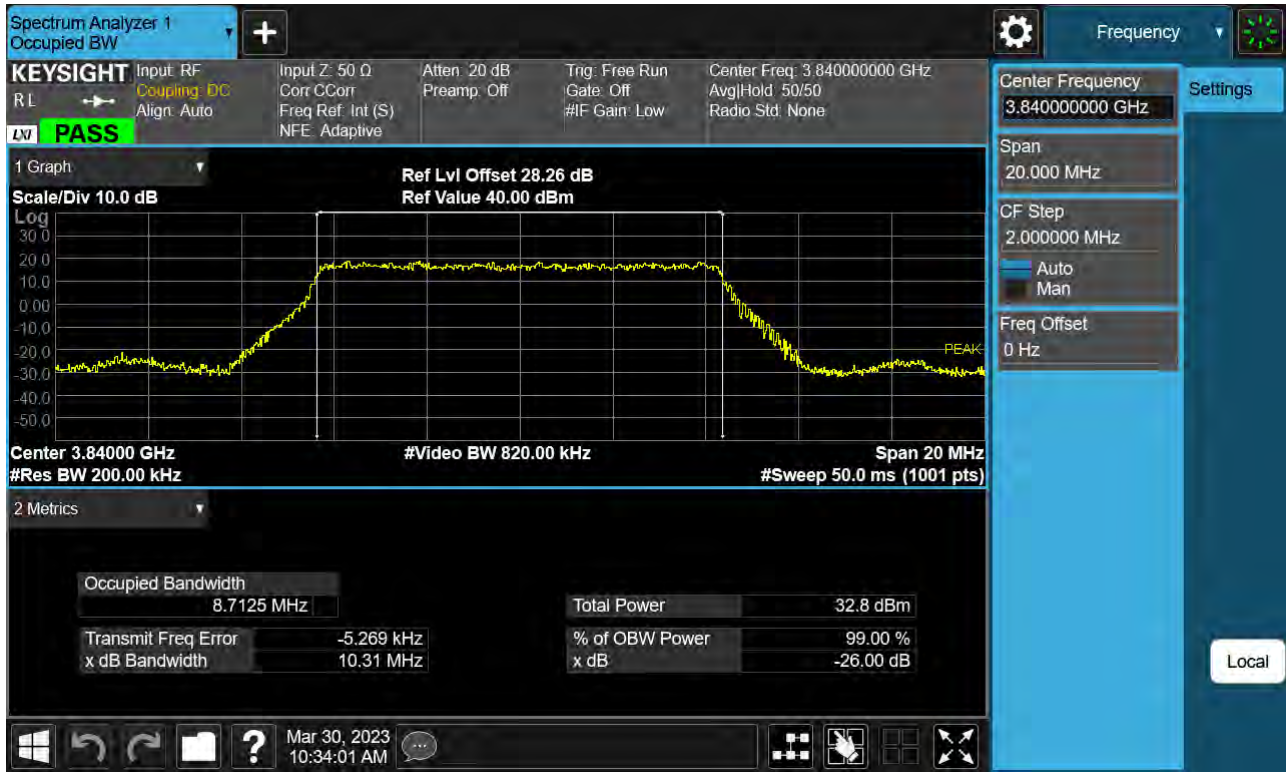 Spectrum Analyzer 1
Occupied BW
Frequency
KEYSIGHT
RL
LXI
PASS
Input: RF
Coupling: DC
Align: Auto
Input Z: 50 Ω
Corr CCorr
Freq Ref: Int (S)
NFE: Adaptive
Atten: 20 dB
Preamp: Off
Trig: Free Run
Gate: Off
#IF Gain: Low
Center Freq: 3.840000000 GHz
Avg|Hold: 50/50
Radio Std: None
Center Frequency
3.840000000 GHz
Settings
Span
20.000 MHz
CF Step
2.000000 MHz
Auto
Man
Freq Offset
0 Hz
1 Graph
Scale/Div 10.0 dB
Ref Lvl Offset 28.26 dB
Ref Value 40.00 dBm
Log
30.0
20.0
10.0
0.00
-10.0
-20.0
-30.0
-40.0
-50.0
PEAK
Center 3.84000 GHz
#Video BW 820.00 kHz
Span 20 MHz
#Res BW 200.00 kHz
#Sweep 50.0 ms (1001 pts)
2 Metrics
Occupied Bandwidth
8.7125 MHz
Total Power 32.8 dBm
Transmit Freq Error -5.269 kHz
% of OBW Power 99.00 %
x dB Bandwidth 10.31 MHz
x dB -26.00 dB
Local
?
Mar 30, 2023
10:34:01 AM